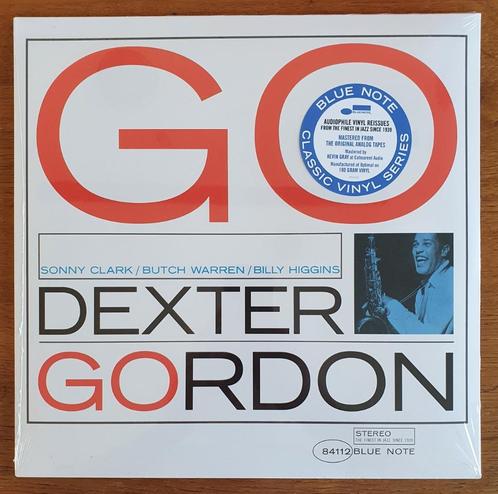 GO
BLUE NOTE
AUDIOPHILE VINYL REISSUES
FROM THE FINEST IN JAZZ SINCE 1939
MASTERED FROM
THE ORIGINAL ANALOG TAPES
Mastered by
KEVIN GRAY at Cohearent Audio
Manufactured at Optimal on
180 GRAM VINYL
CLASSIC VINYL SERIES
SONNY CLARK/BUTCH WARREN/BILLY HIGGINS
DEXTER
GORDON
STEREO
THE FINEST IN JAZZ SINCE 1939
84112 BLUE NOTE